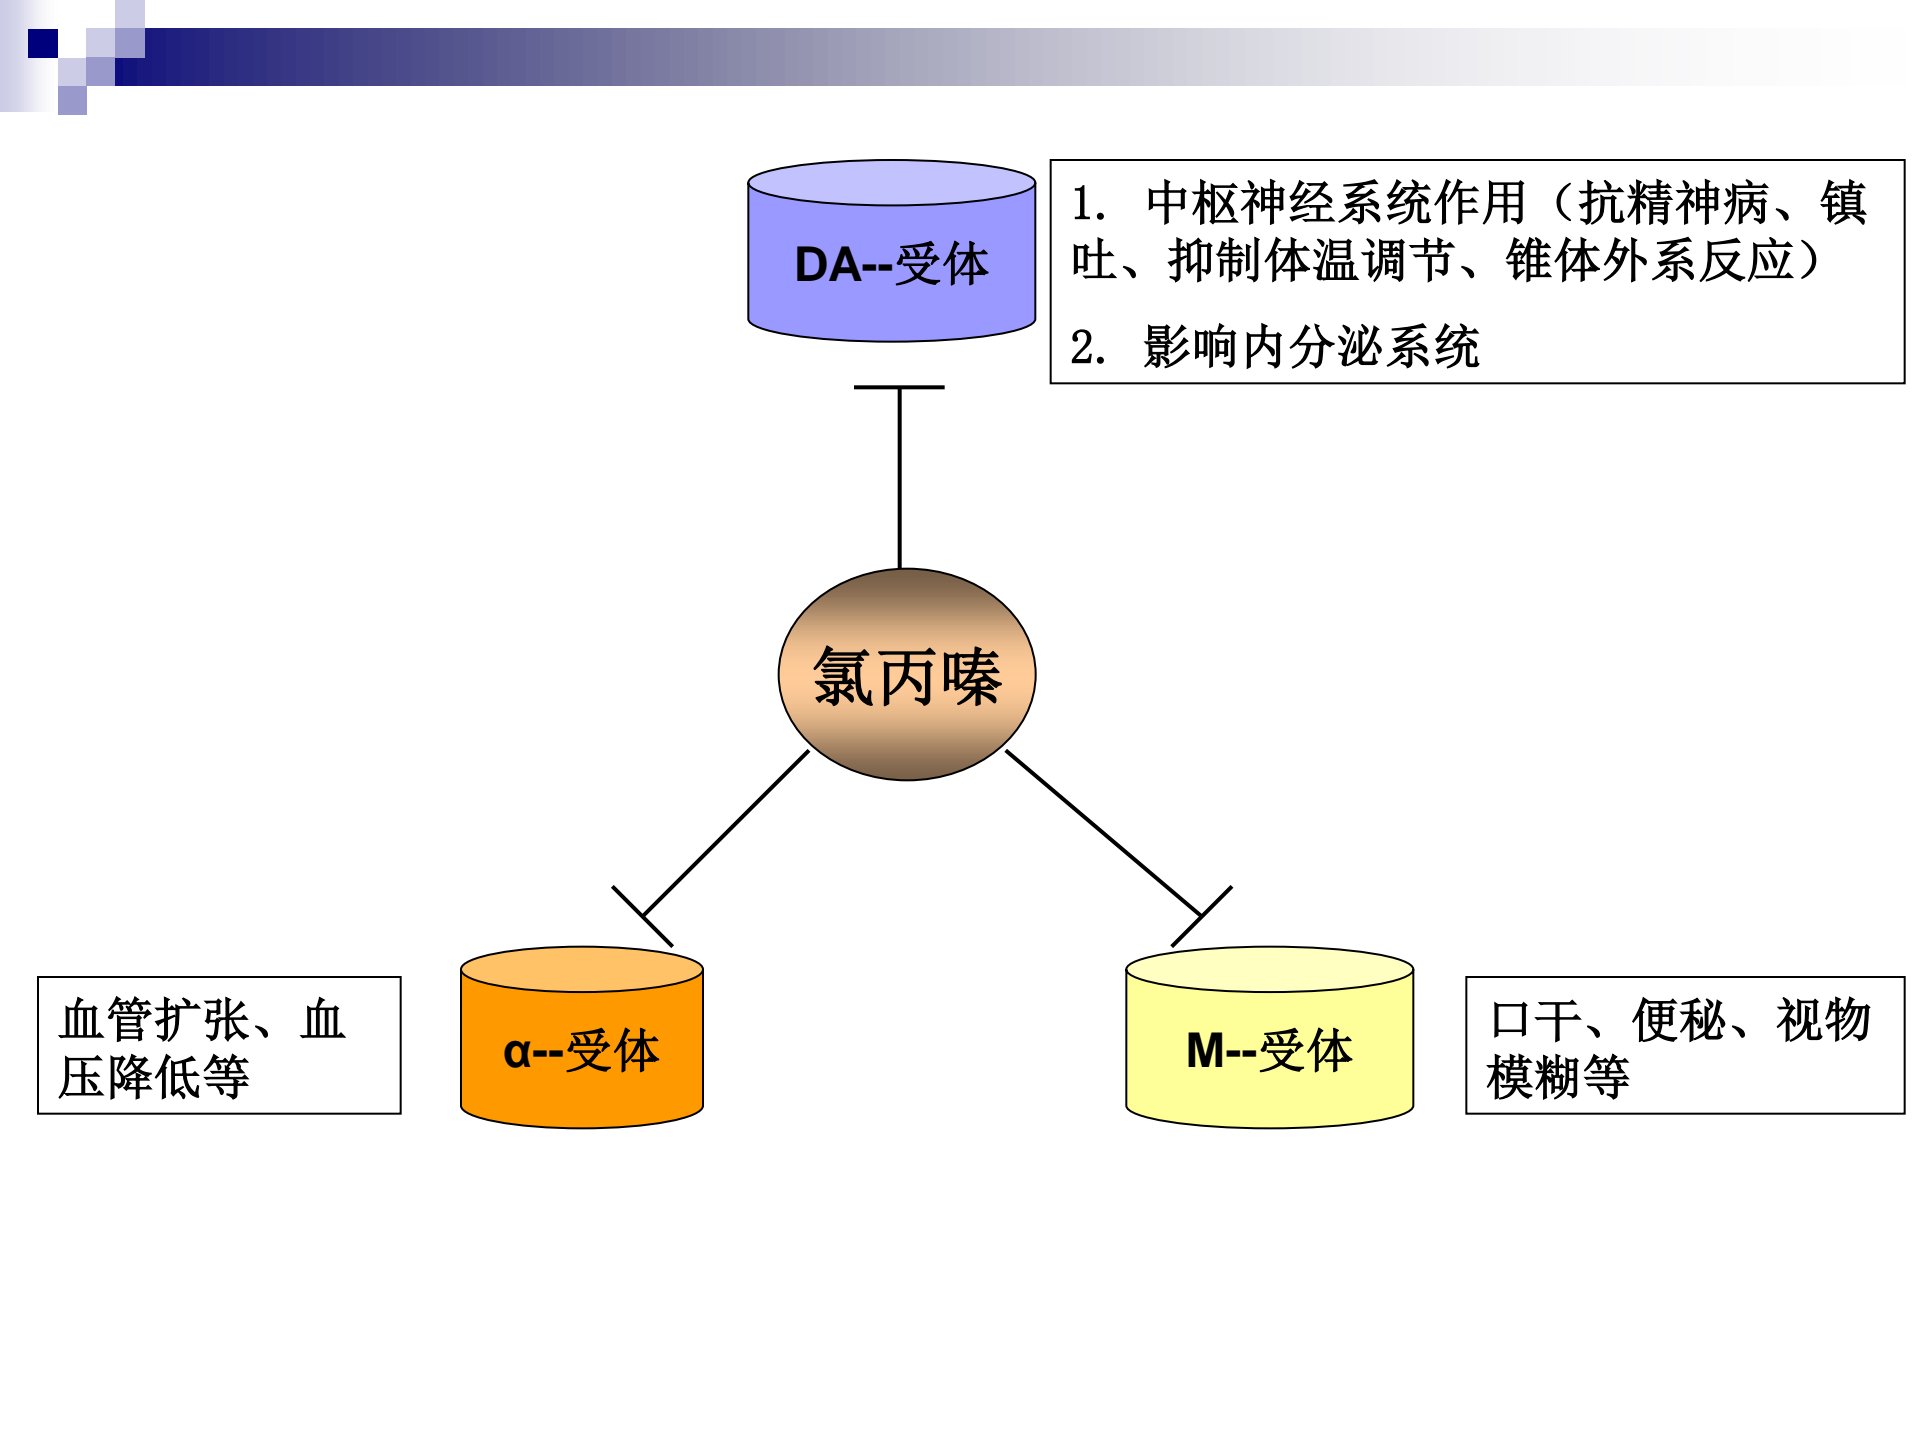 DA--受体
1. 中枢神经系统作用（抗精神病、镇
吐、抑制体温调节、锥体外系反应）
2. 影响内分泌系统
氯丙嗪
血管扩张、血
压降低等
α--受体
M--受体
口干、便秘、视物
模糊等